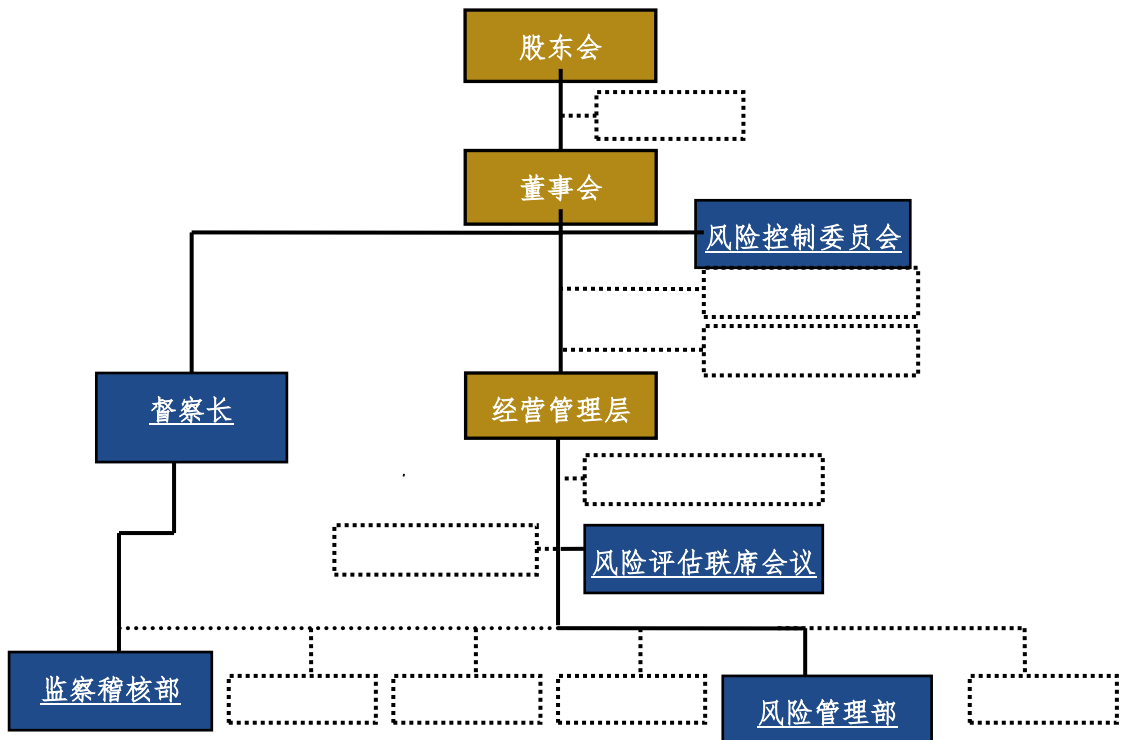 股东会
董事会
风险控制委员会
督察长
经营管理层
风险评估联席会议
监察稽核部
风险管理部